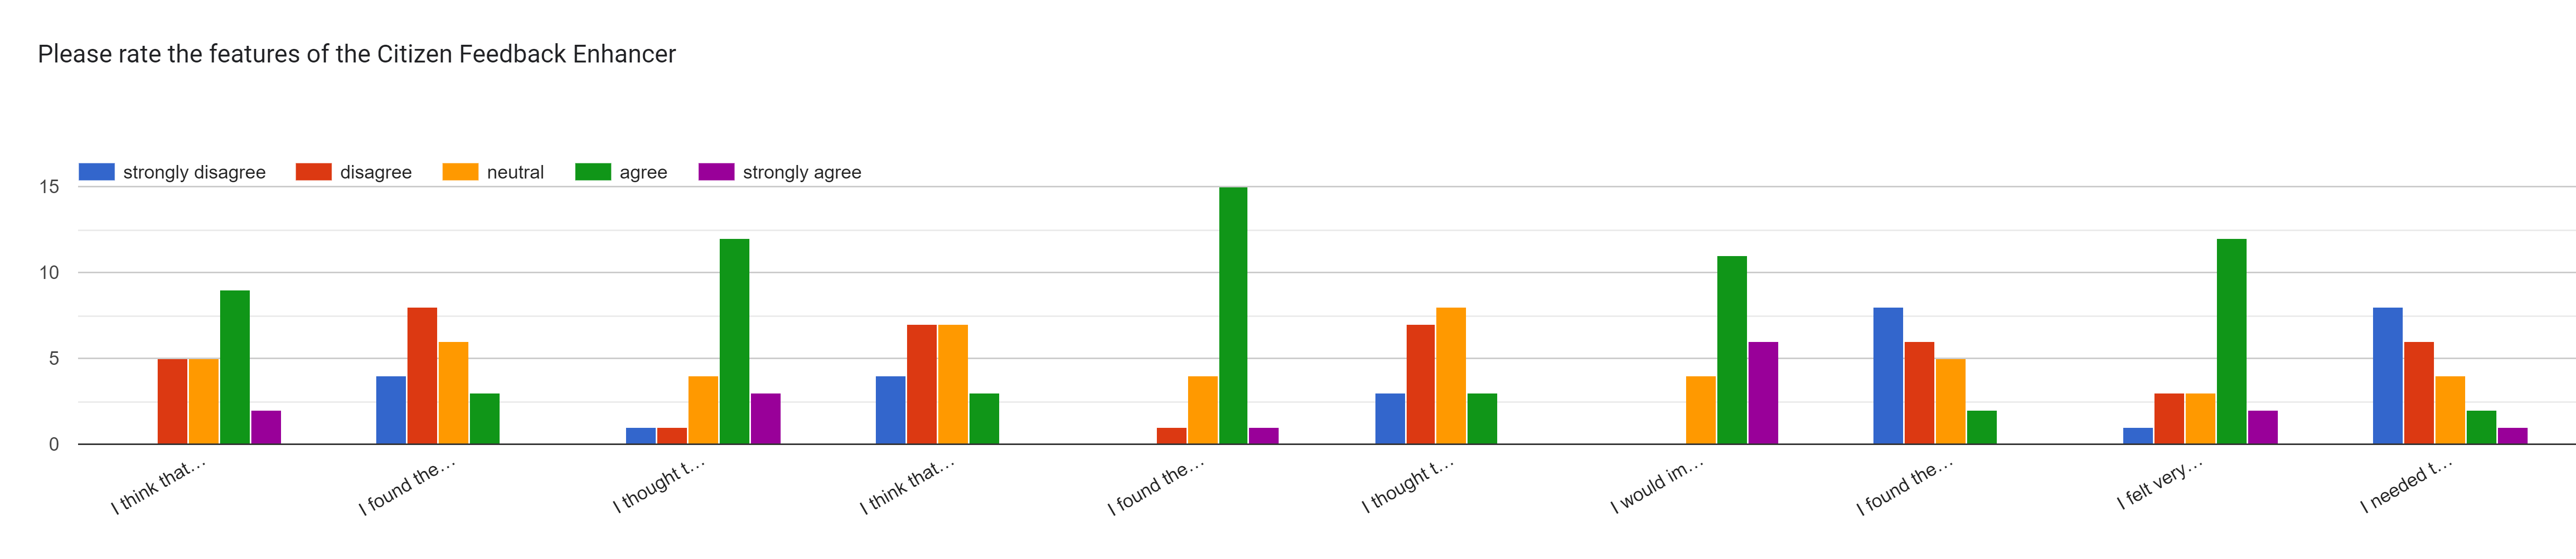 Please rate the features of the Citizen Feedback Enhancer
strongly disagree disagree neutral agree strongly agree
15
10
5
0
I think that… I found the… I thought t… I think that… I found the… I thought t… I would im… I found the… I felt very… I needed t…